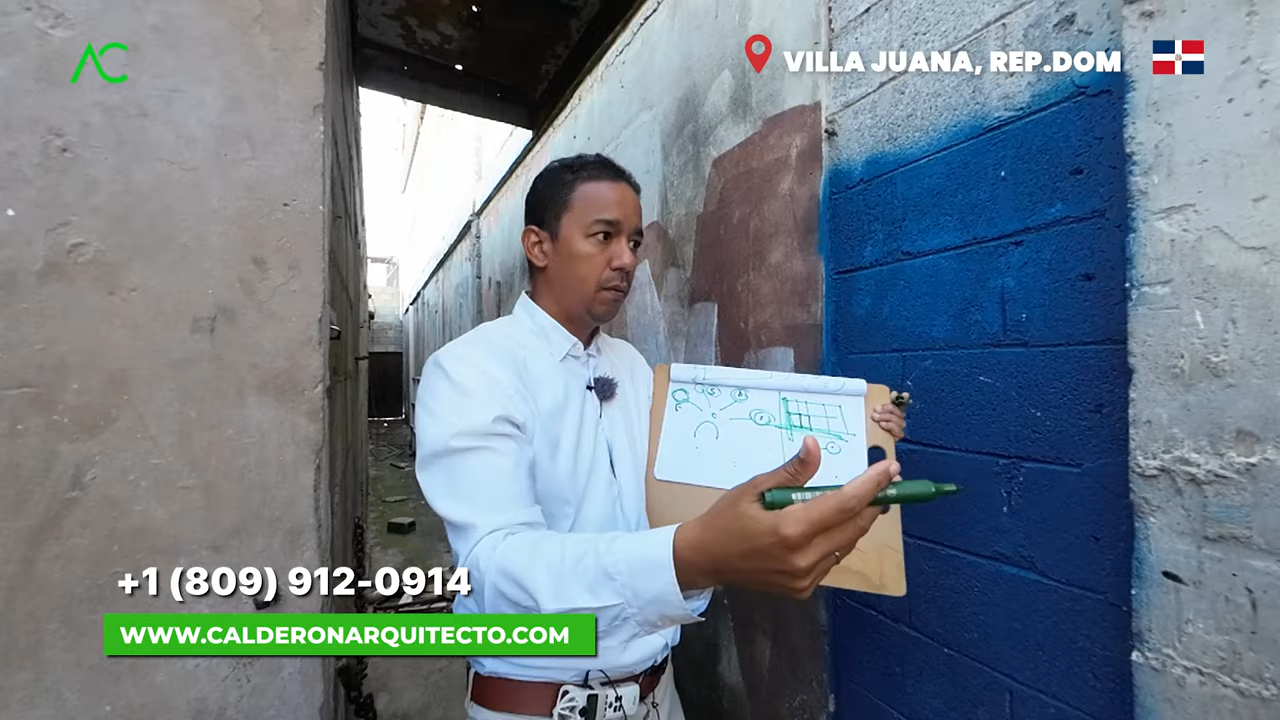 AC
VILLA JUANA, REP.DOM
+1 (809) 912-0914
WWW.CALDERONARQUITECTO.COM